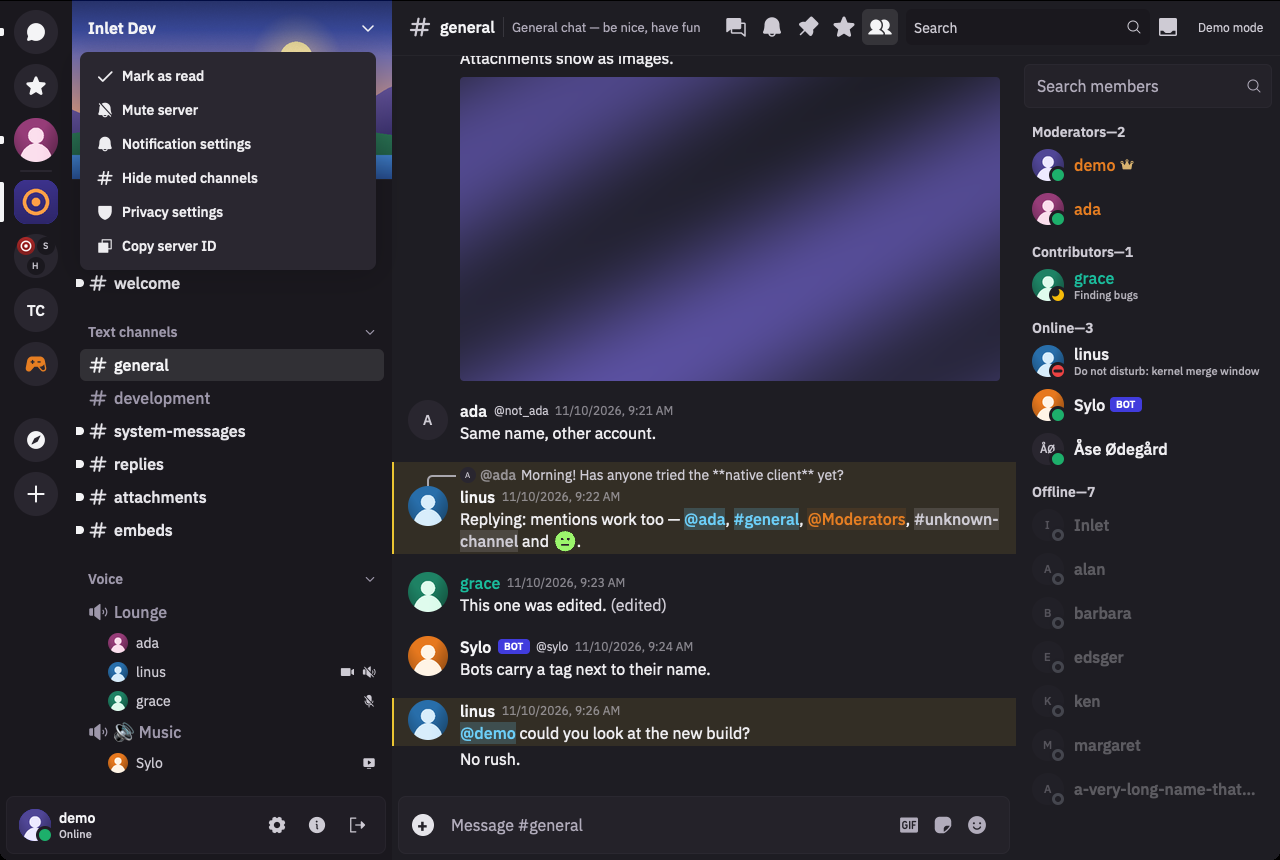 Inlet Dev
Mark as read
Mute server
Notification settings
Hide muted channels
Privacy settings
Copy server ID
S
H
TC
welcome
Text channels
general
development
system-messages
replies
attachments
embeds
Voice
Lounge
ada
linus
grace
Music
Sylo
demo
Online
general
General chat — be nice, have fun
Search
Demo mode
Attachments show as images.
A
ada @not_ada 11/10/2026, 9:21 AM
Same name, other account.
A @ada Morning! Has anyone tried the **native client** yet?
linus 11/10/2026, 9:22 AM
Replying: mentions work too — @ada, #general, @Moderators, #unknown-
channel and .
grace 11/10/2026, 9:23 AM
This one was edited. (edited)
Sylo BOT @sylo 11/10/2026, 9:24 AM
Bots carry a tag next to their name.
linus 11/10/2026, 9:26 AM
@demo could you look at the new build?
No rush.
Message #general
GIF
Search members
Moderators—2
demo
ada
Contributors—1
grace
Finding bugs
Online—3
linus
Do not disturb: kernel merge window
Sylo BOT
ÅØ Åse Ødegård
Offline—7
I Inlet
A alan
B barbara
E edsger
K ken
M margaret
A a-very-long-name-that...